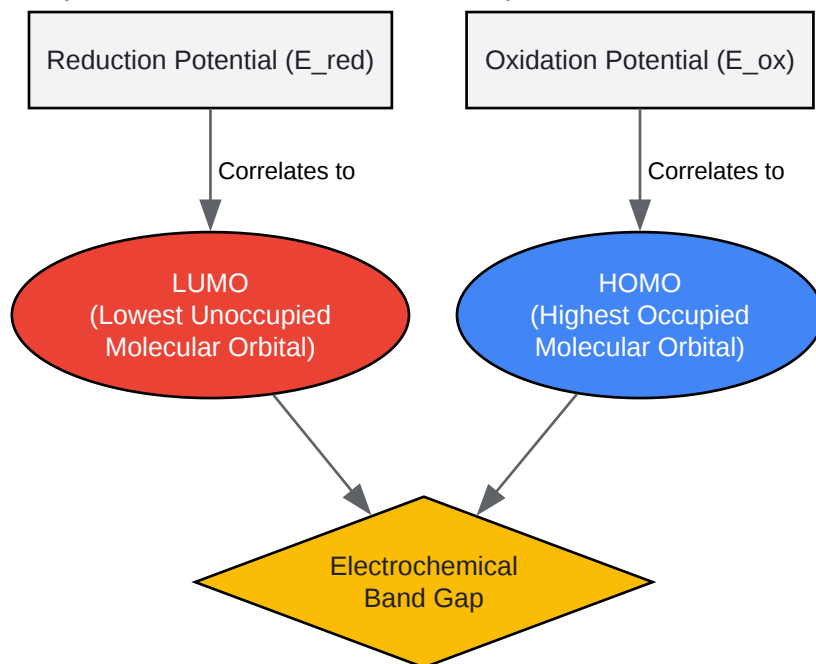 Reduction Potential (E_red)
Oxidation Potential (E_ox)
Correlates to
Correlates to
LUMO
(Lowest Unoccupied
Molecular Orbital)
HOMO
(Highest Occupied
Molecular Orbital)
Electrochemical
Band Gap